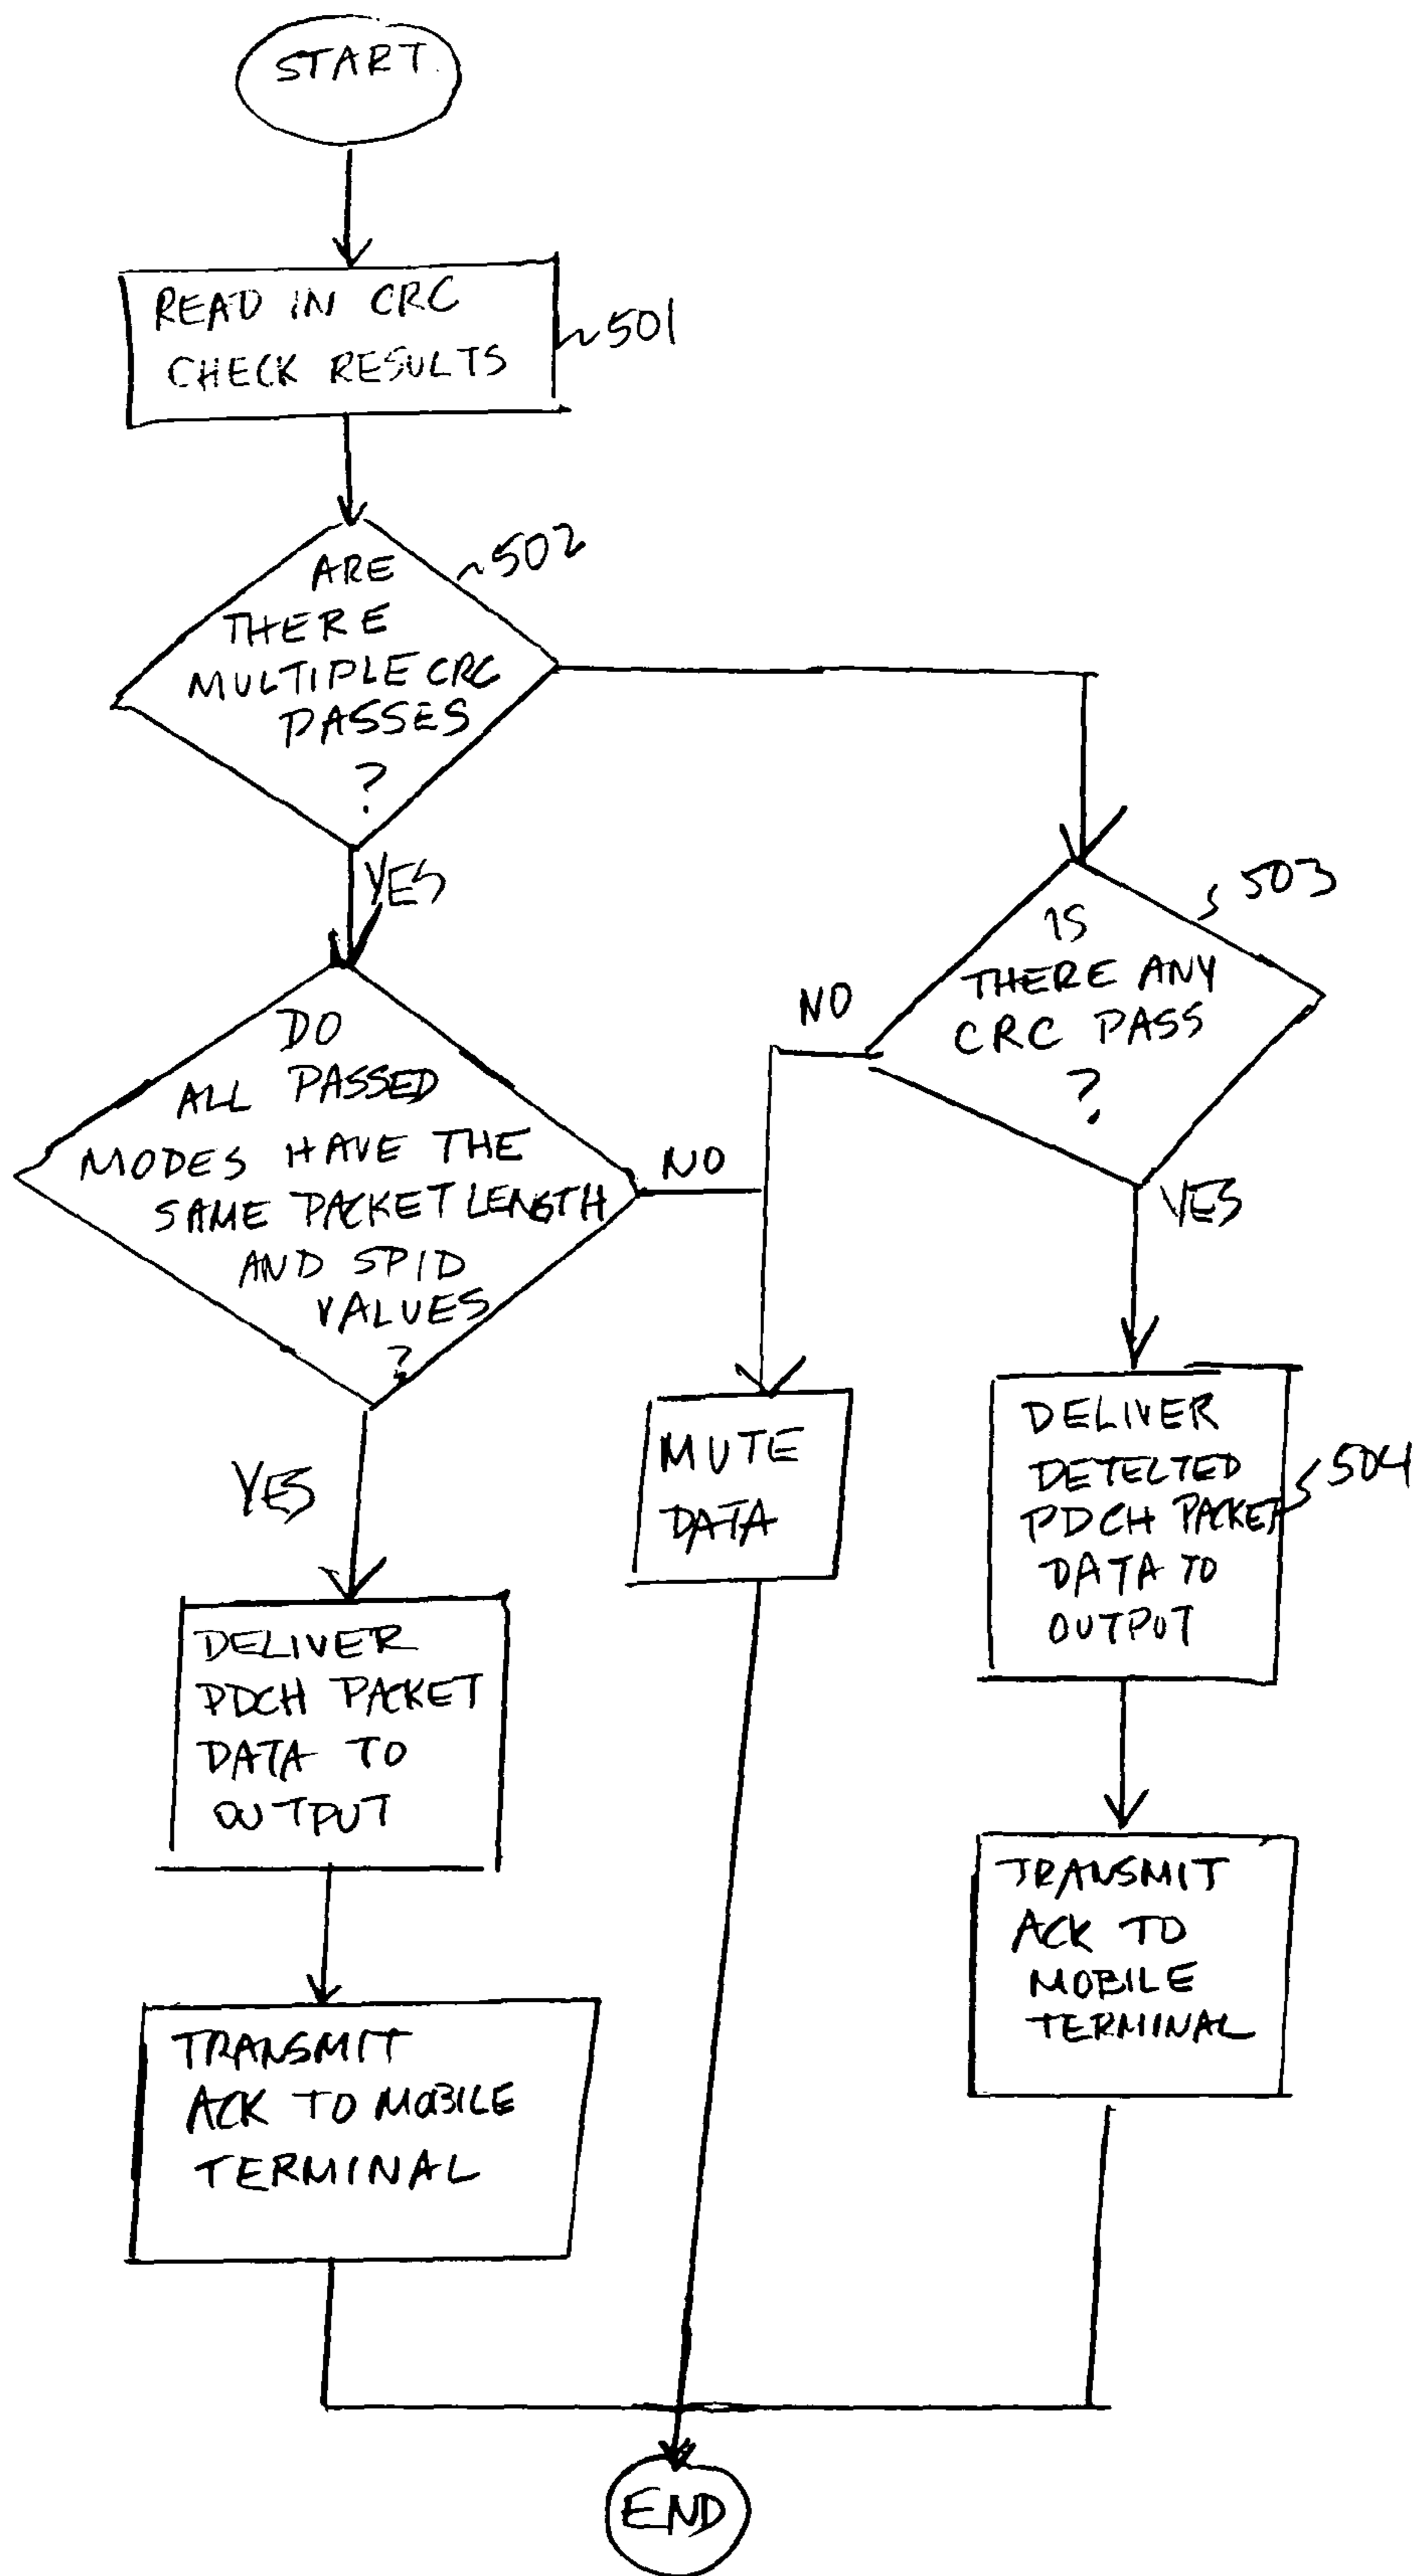 START
READ IN CRC
CHECK RESULTS
~501
ARE
THERE
MULTIPLE CRC
PASSES
?
~502
YES
IS
THERE ANY
CRC PASS
?
503
NO
YES
DO
ALL PASSED
MODES HAVE THE
SAME PACKET LENGTH
AND SPID
VALUES
?
NO
YES
MUTE
DATA
DELIVER
DETECTED
PDCH PACKET
DATA TO
OUTPUT
504
DELIVER
PDCH PACKET
DATA TO
OUTPUT
TRANSMIT
ACK TO
MOBILE
TERMINAL
TRANSMIT
ACK TO MOBILE
TERMINAL
END